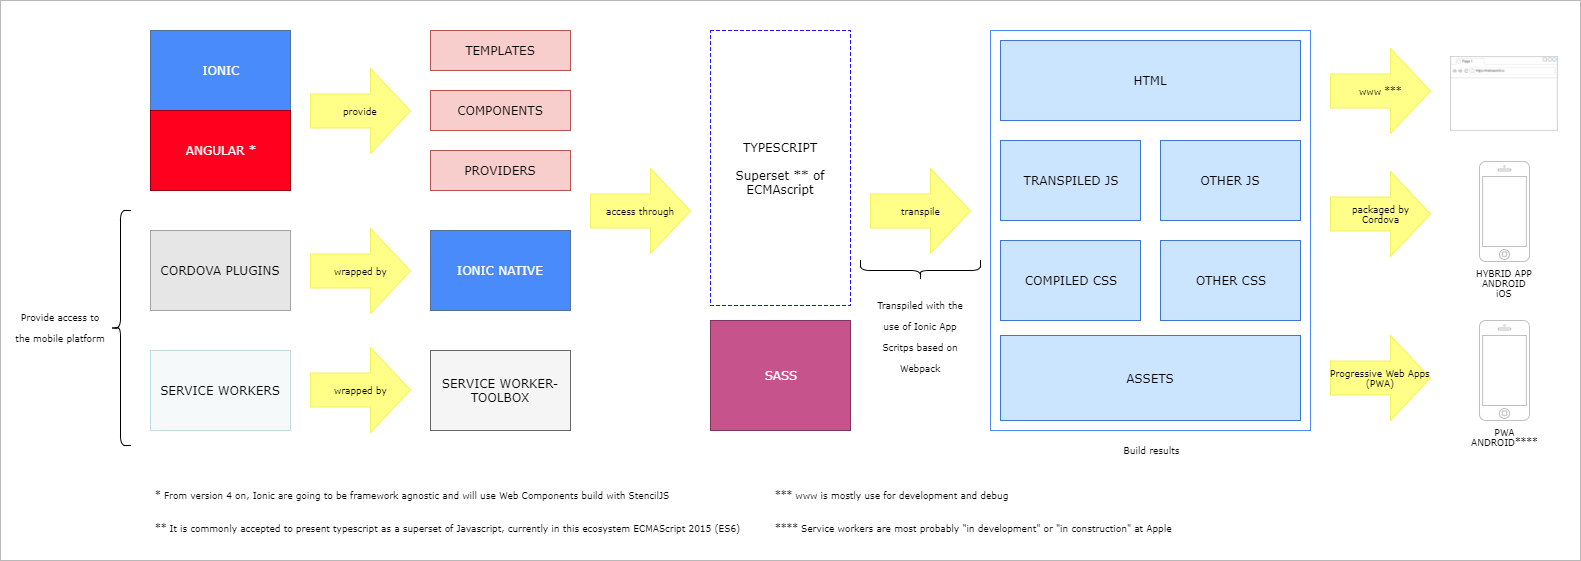 IONIC
ANGULAR *
provide
TEMPLATES
COMPONENTS
PROVIDERS
Provide access to
the mobile platform
CORDOVA PLUGINS
wrapped by
IONIC NATIVE
SERVICE WORKERS
wrapped by
SERVICE WORKER-
TOOLBOX
access through
TYPESCRIPT
Superset ** of
ECMAscript
SASS
transpile
Transpiled with the
use of Ionic App
Scritps based on
Webpack
HTML
TRANSPILED JS
OTHER JS
COMPILED CSS
OTHER CSS
ASSETS
Build results
www ***
Page 1
packaged by
Cordova
HYBRID APP
ANDROID
iOS
Progressive Web Apps
(PWA)
PWA
ANDROID****
* From version 4 on, Ionic are going to be framework agnostic and will use Web Components build with StencilJS
** It is commonly accepted to present typescript as a superset of Javascript, currently in this ecosystem ECMAScript 2015 (ES6)
*** www is mostly use for development and debug
**** Service workers are most probably "in development" or "in construction" at Apple